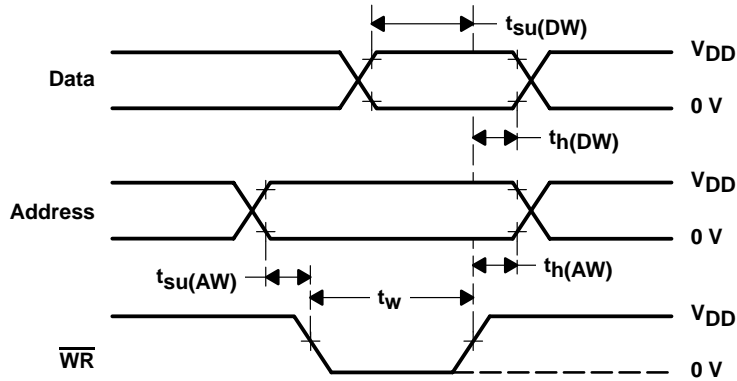 tsu(DW)
VDD
Data
0 V
th(DW)
VDD
Address
0 V
tsu(AW)
tw
th(AW)
VDD
WR
0 V